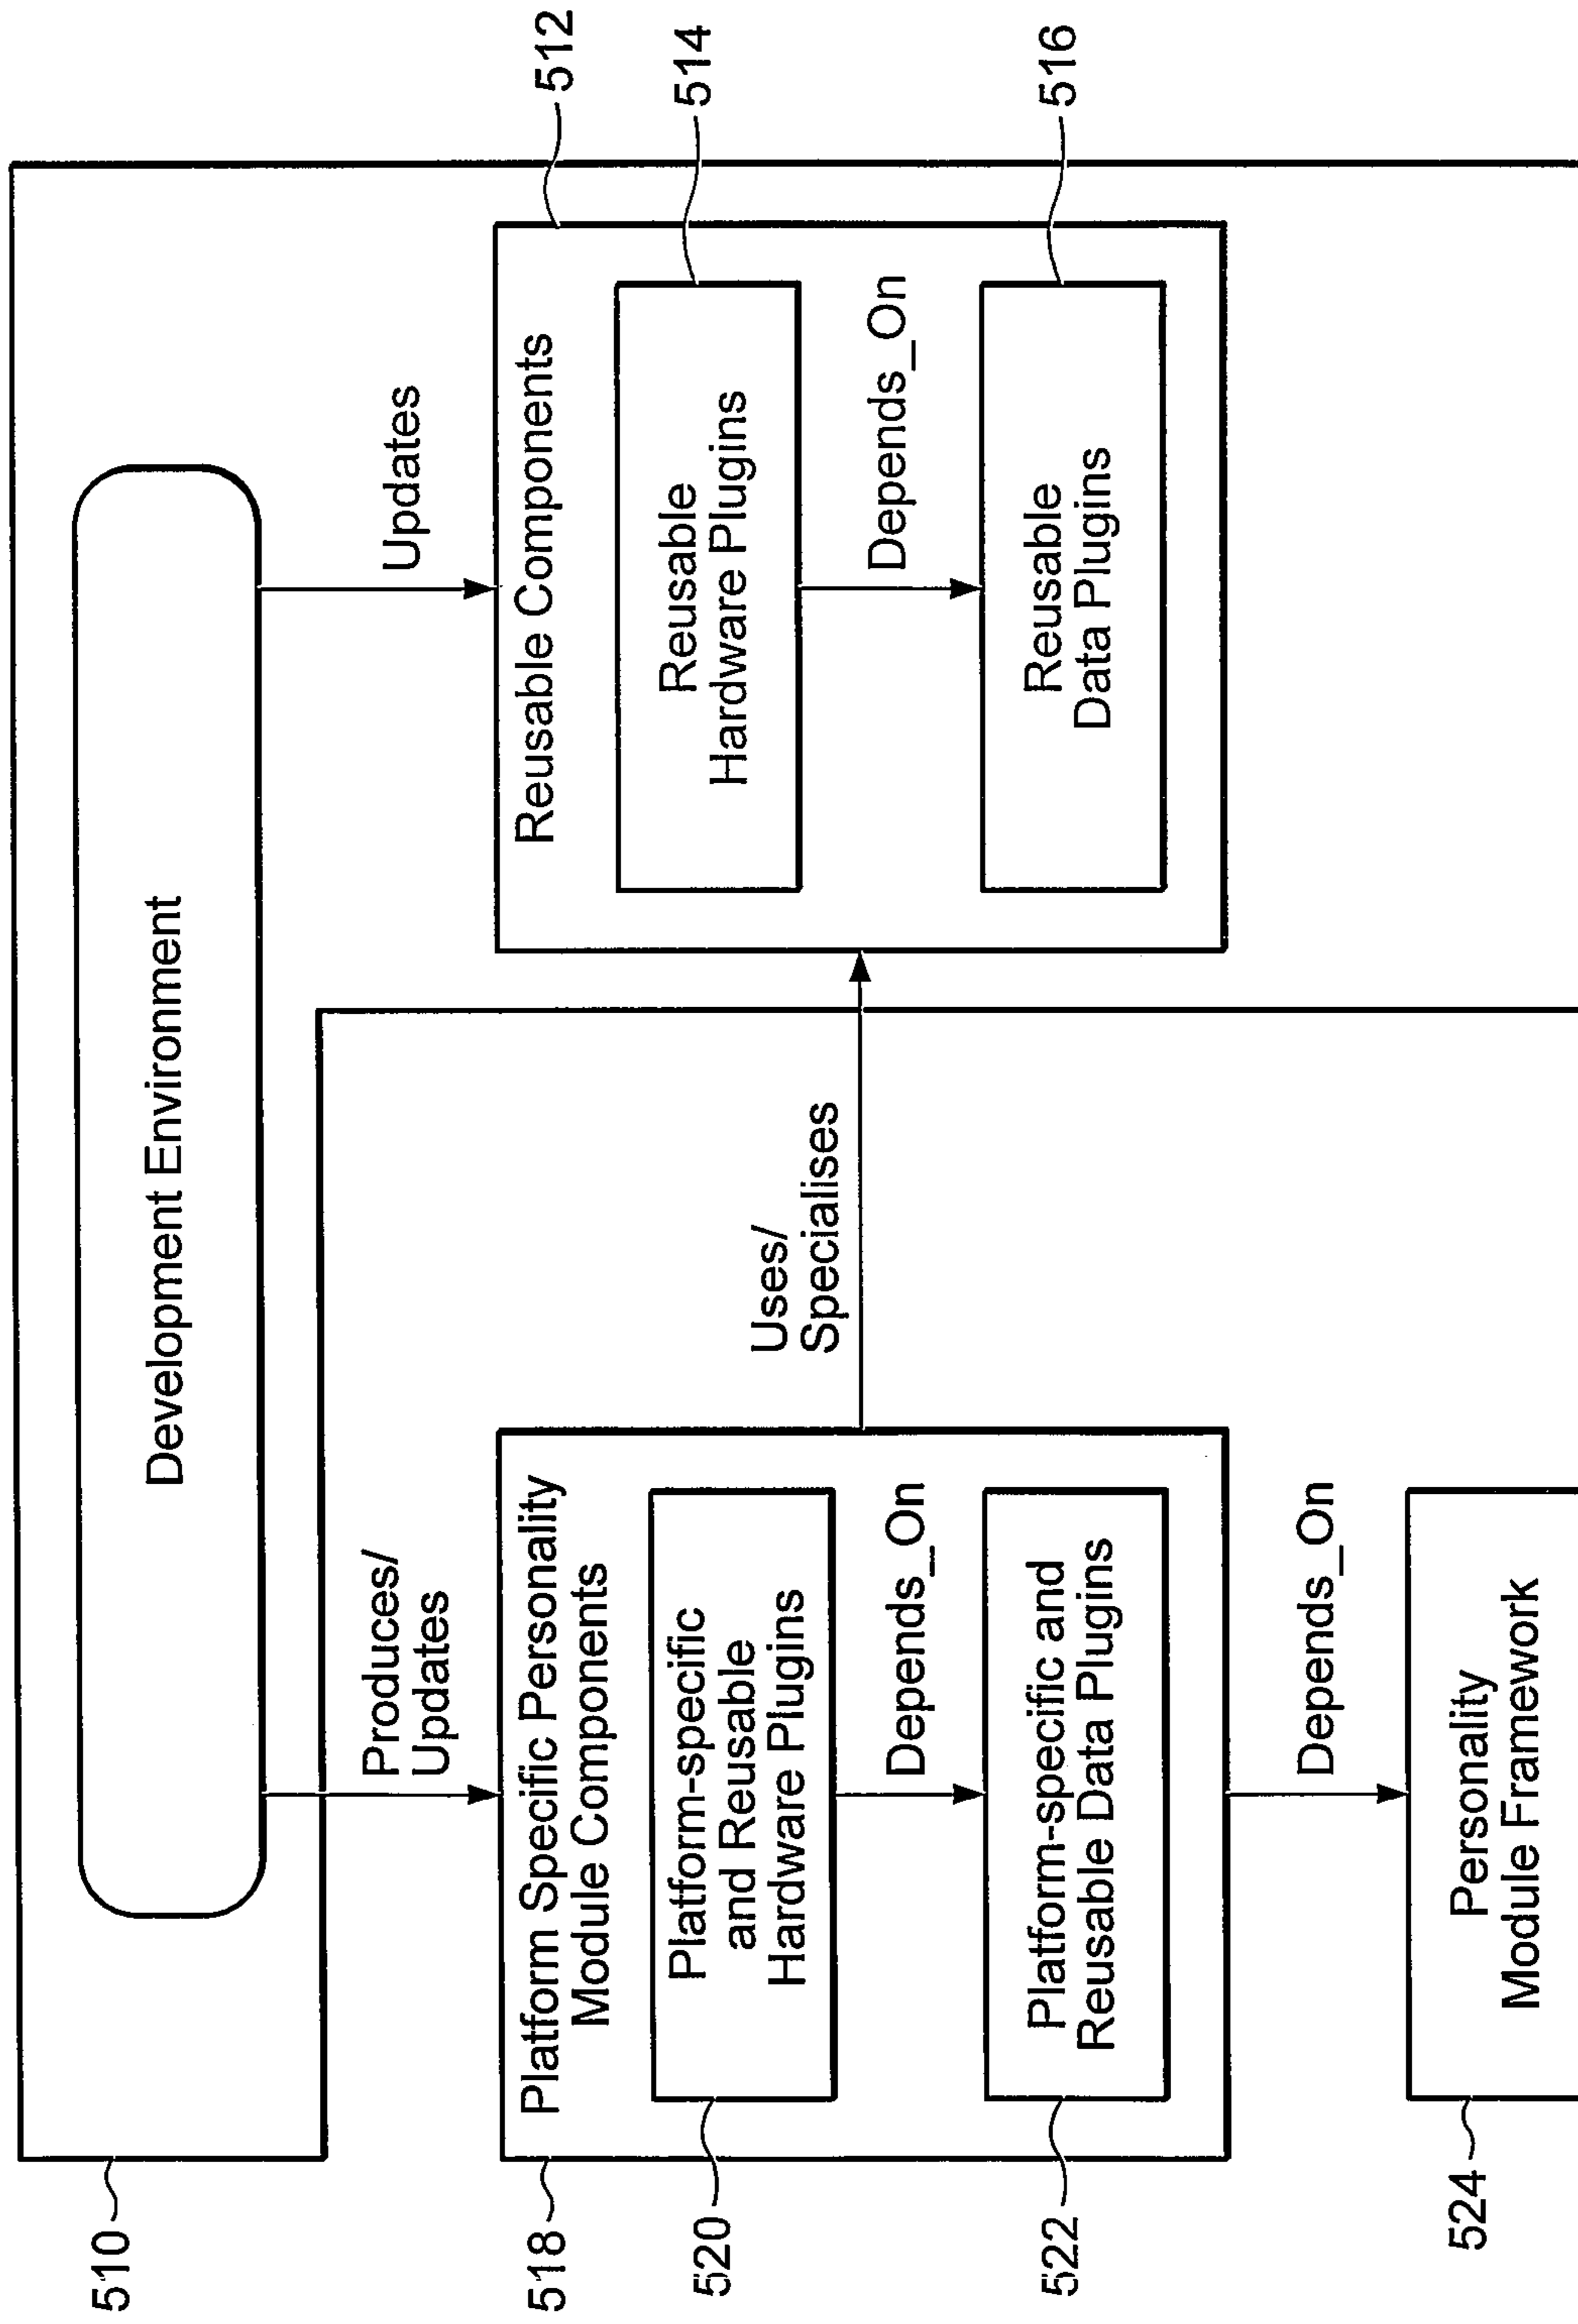 510
Development Environment
Produces/
Updates
Updates
512
518
Platform Specific Personality
Module Components
Reusable Components
520
Platform-specific
and Reusable
Hardware Plugins
514
Reusable
Hardware Plugins
Uses/
Specialises
Depends_On
Depends_On
522
Platform-specific and
Reusable Data Plugins
516
Reusable
Data Plugins
Depends_On
524
Personality
Module Framework